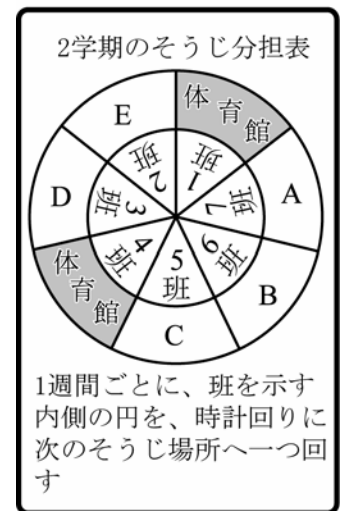 2学期のそうじ分担表
体育館
A
B
C
体育館
D
E
1班
7班
6班
5班
4班
3班
2班
1週間ごとに、班を示す
内側の円を、時計回りに
次のそうじ場所へ一つ回
す